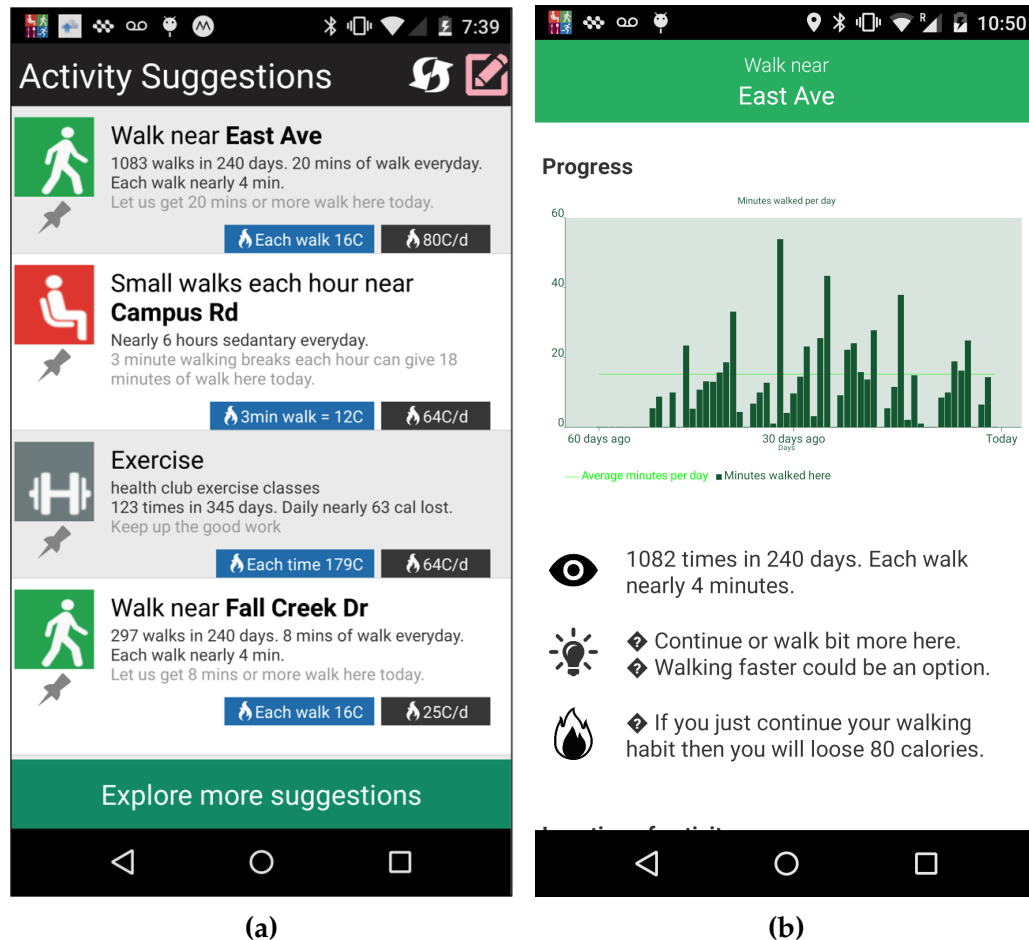 7:39
Activity Suggestions
Walk near East Ave
1083 walks in 240 days. 20 mins of walk everyday.
Each walk nearly 4 min.
Let us get 20 mins or more walk here today.
Each walk 16C
80C/d
Small walks each hour near
Campus Rd
Nearly 6 hours sedantary everyday.
3 minute walking breaks each hour can give 18
minutes of walk here today.
3min walk = 12C
64C/d
Exercise
health club exercise classes
123 times in 345 days. Daily nearly 63 cal lost.
Keep up the good work
Each time 179C
64C/d
Walk near Fall Creek Dr
297 walks in 240 days. 8 mins of walk everyday.
Each walk nearly 4 min.
Let us get 8 mins or more walk here today.
Each walk 16C
25C/d
Explore more suggestions
(a)
R
10:50
Walk near
East Ave
Progress
Minutes walked per day
60
40
20
0
60 days ago
30 days ago
Today
Days
Average minutes per day
Minutes walked here
1082 times in 240 days. Each walk
nearly 4 minutes.
� Continue or walk bit more here.
� Walking faster could be an option.
� If you just continue your walking
habit then you will loose 80 calories.
(b)